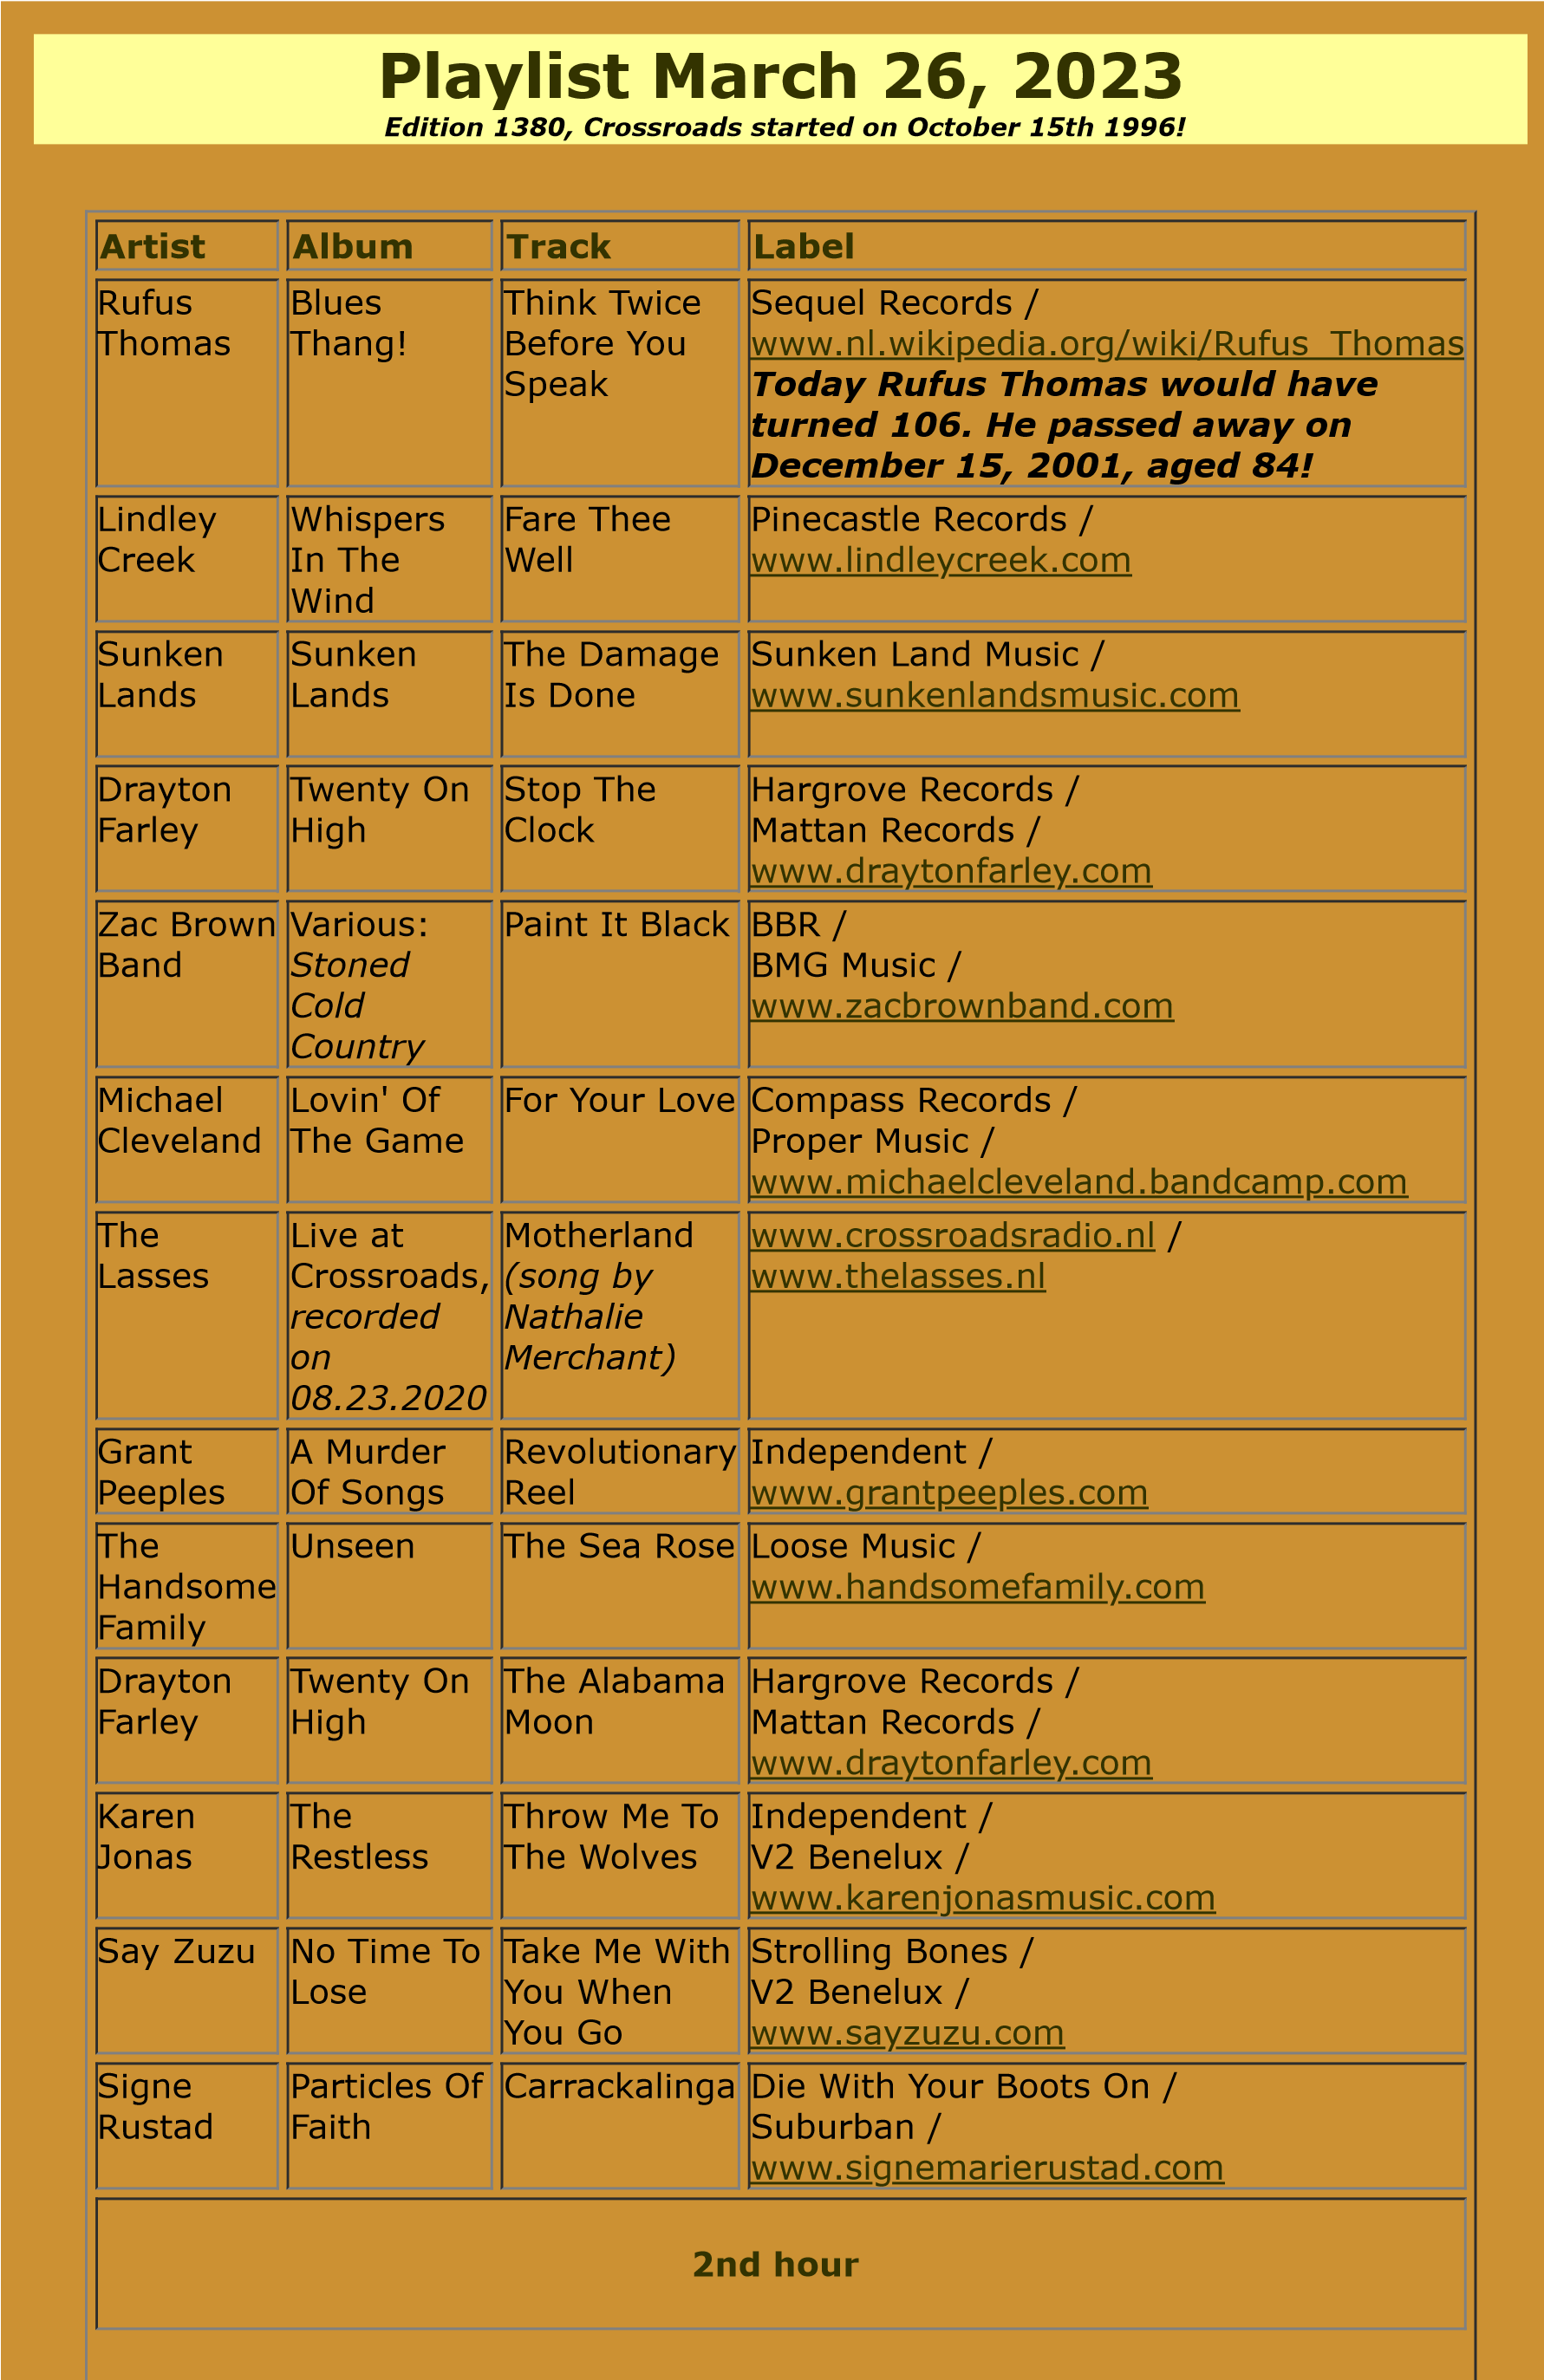 Playlist March 26, 2023
Edition 1380, Crossroads started on October 15th 1996!
Artist
Album
Track
Label
Rufus
Thomas
Blues
Thang!
Think Twice
Before You
Speak
Sequel Records /
www.nl.wikipedia.org/wiki/Rufus_Thomas
Today Rufus Thomas would have
turned 106. He passed away on
December 15, 2001, aged 84!
Lindley
Creek
Whispers
In The
Wind
Fare Thee
Well
Pinecastle Records /
www.lindleycreek.com
Sunken
Lands
Sunken
Lands
The Damage
Is Done
Sunken Land Music /
www.sunkenlandsmusic.com
Drayton
Farley
Twenty On
High
Stop The
Clock
Hargrove Records /
Mattan Records /
www.draytonfarley.com
Zac Brown
Band
Various:
Stoned
Cold
Country
Paint It Black
BBR /
BMG Music /
www.zacbrownband.com
Michael
Cleveland
Lovin' Of
The Game
For Your Love
Compass Records /
Proper Music /
www.michaelcleveland.bandcamp.com
The
Lasses
Live at
Crossroads,
recorded
on
08.23.2020
Motherland
(song by
Nathalie
Merchant)
www.crossroadsradio.nl /
www.thelasses.nl
Grant
Peeples
A Murder
Of Songs
Revolutionary
Reel
Independent /
www.grantpeeples.com
The
Handsome
Family
Unseen
The Sea Rose
Loose Music /
www.handsomefamily.com
Drayton
Farley
Twenty On
High
The Alabama
Moon
Hargrove Records /
Mattan Records /
www.draytonfarley.com
Karen
Jonas
The
Restless
Throw Me To
The Wolves
Independent /
V2 Benelux /
www.karenjonasmusic.com
Say Zuzu
No Time To
Lose
Take Me With
You When
You Go
Strolling Bones /
V2 Benelux /
www.sayzuzu.com
Signe
Rustad
Particles Of
Faith
Carrackalinga
Die With Your Boots On /
Suburban /
www.signemarierustad.com
2nd hour